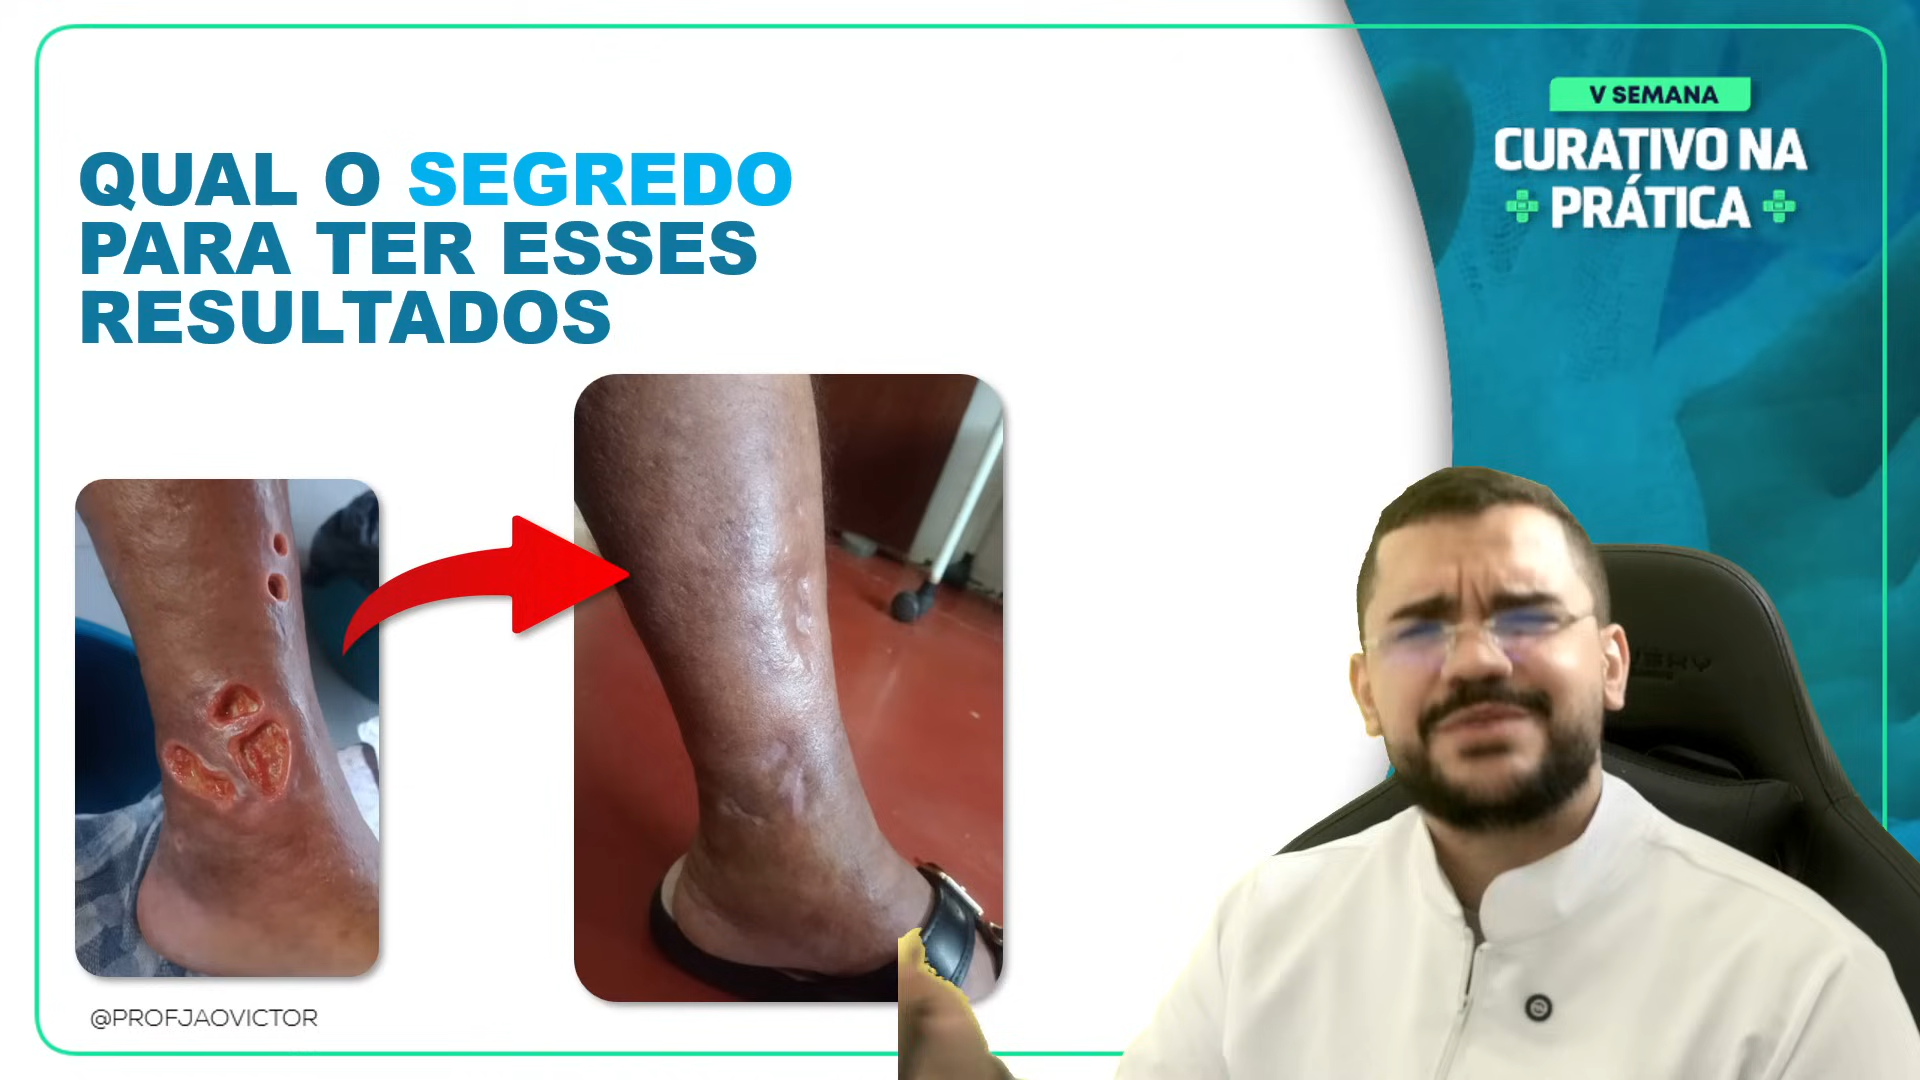 V SEMANA
CURATIVO NA
PRÁTICA
QUAL O SEGREDO
PARA TER ESSES
RESULTADOS
@PROFJAOVICTOR